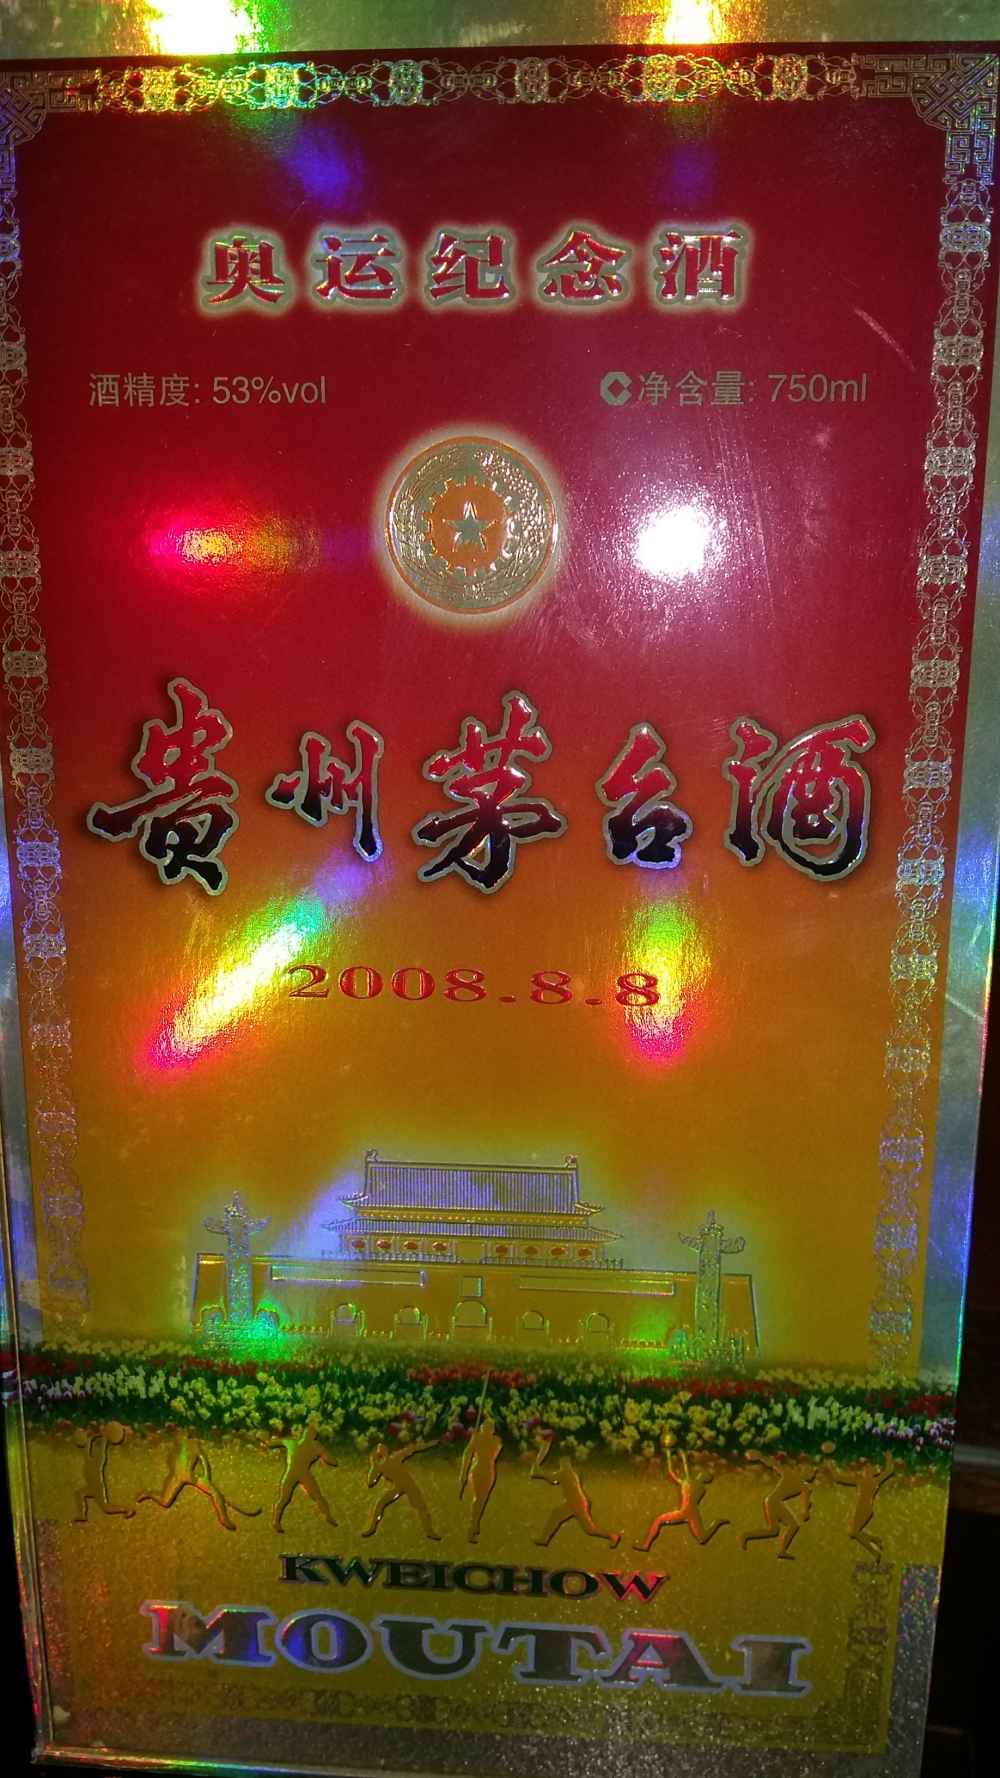 奥运纪念酒
酒精度: 53%vol 净含量: 750ml
贵州茅台酒
2008.8.8
KWEICHOW
MOUTAI